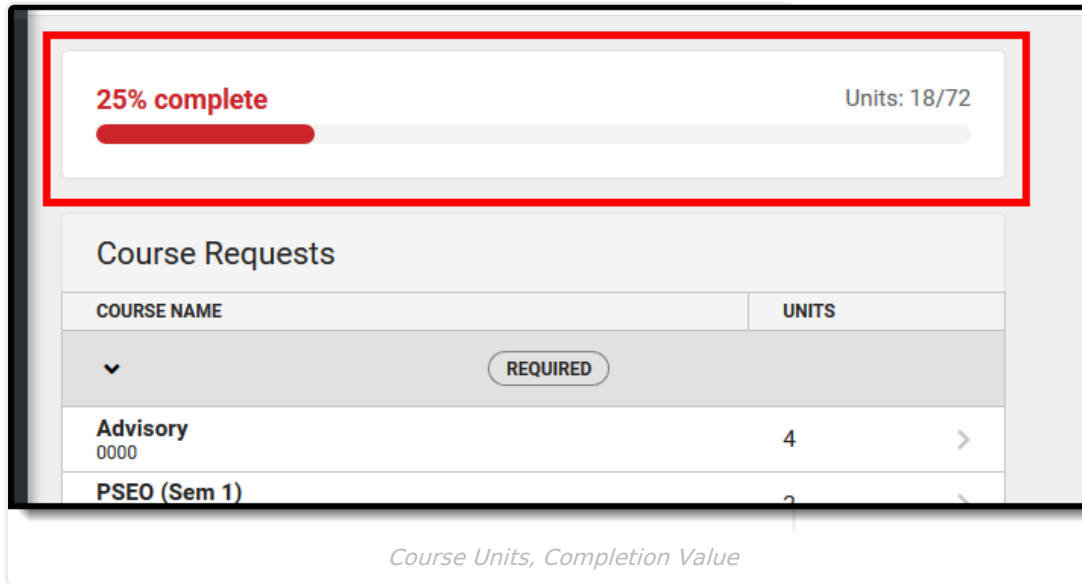 25% complete
Units: 18/72
Course Requests
COURSE NAME UNITS
REQUIRED
Advisory 4
0000
PSEO (Sem 1)
Course Units, Completion Value